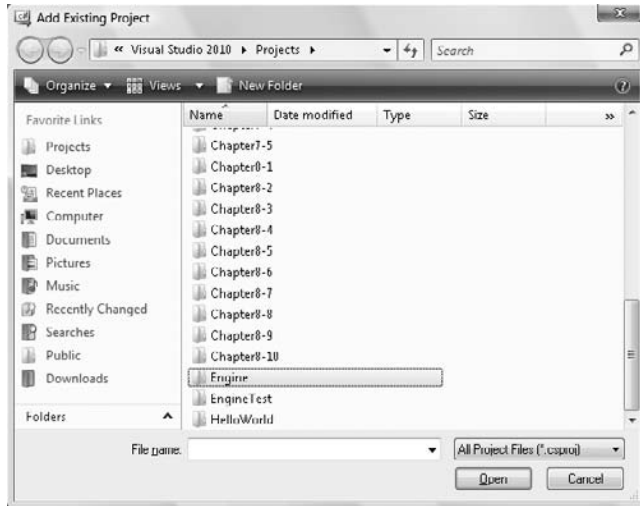 Add Existing Project
« Visual Studio 2010 ▸ Projects ▸ Search
Organize Views New Folder
Favorite Links
Projects
Desktop
Recent Places
Computer
Documents
Pictures
Music
Recently Changed
Searches
Public
Downloads
Folders
Name Date modified Type Size »
Chapter7-5
Chapter8-1
Chapter8-2
Chapter8-3
Chapter8-4
Chapter8-5
Chapter8-6
Chapter8-7
Chapter8-8
Chapter8-9
Chapter8-10
Engine
EngineTest
HelloWorld
File name: All Project Files (*.csproj)
Open Cancel